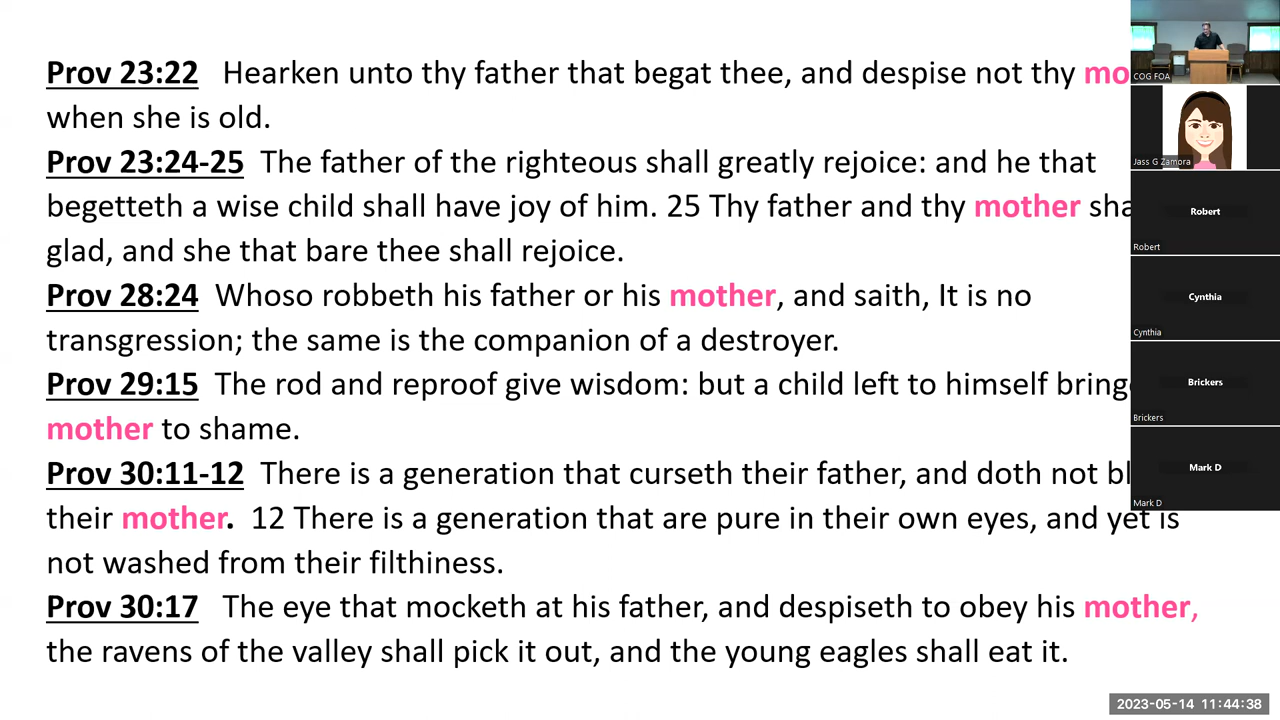 Prov 23:22 Hearken unto thy father that begat thee, and despise not thy mo
when she is old.
Prov 23:24-25 The father of the righteous shall greatly rejoice: and he that
begetteth a wise child shall have joy of him. 25 Thy father and thy mother sha
glad, and she that bare thee shall rejoice.
Prov 28:24 Whoso robbeth his father or his mother, and saith, It is no
transgression; the same is the companion of a destroyer.
Prov 29:15 The rod and reproof give wisdom: but a child left to himself bring
mother to shame.
Prov 30:11-12 There is a generation that curseth their father, and doth not bl
their mother. 12 There is a generation that are pure in their own eyes, and yet is
not washed from their filthiness.
Prov 30:17 The eye that mocketh at his father, and despiseth to obey his mother,
the ravens of the valley shall pick it out, and the young eagles shall eat it.
COG FOA
Jass G Zamora
Robert
Robert
Cynthia
Cynthia
Brickers
Brickers
Mark D
Mark D
2023-05-14 11:44:38